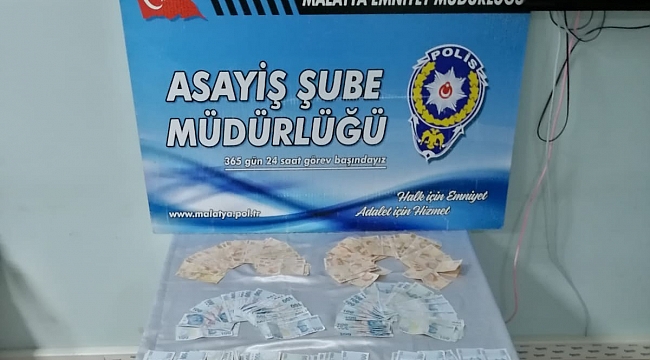 MALATYA EMNİYET MÜDÜRLÜĞÜ
ASAYİŞ ŞUBE
MÜDÜRLÜĞÜ
365 gün 24 saat görev başındayız
POLİS
Halk için Emniyet
Adalet için Hizmet
www.malatya.pol.tr